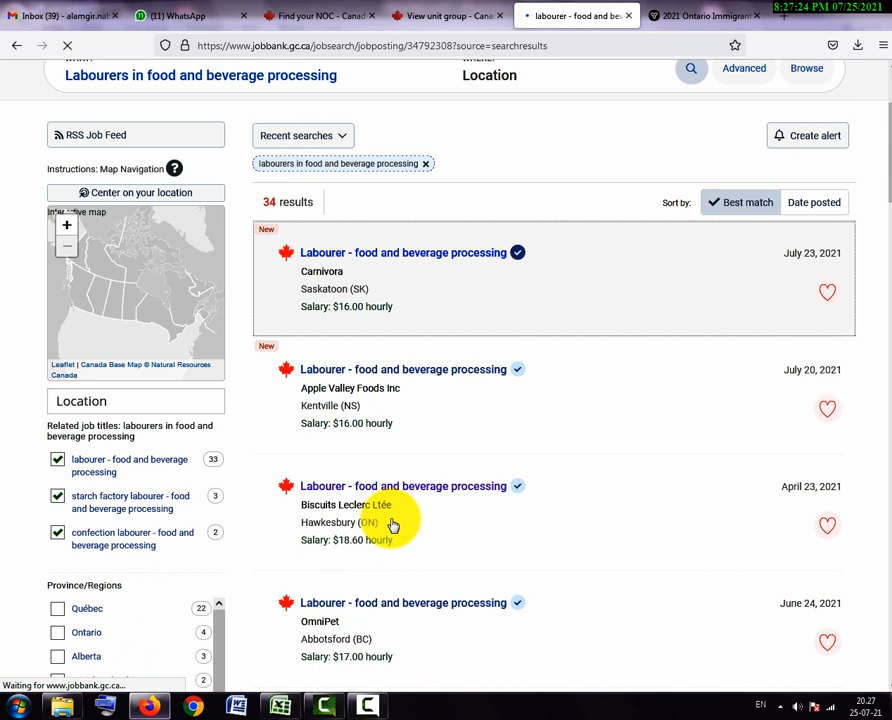 8:27:24 PM 07/25/2021
Inbox (39) - alamgir.nab
(11) WhatsApp
Find your NOC - Canad
View unit group - Canad
labourer - food and bev
2021 Ontario Immigrant
https://www.jobbank.gc.ca/jobsearch/jobposting/34792308?source=searchresults
Labourers in food and beverage processing
Location
Advanced
Browse
RSS Job Feed
Recent searches
Create alert
labourers in food and beverage processing
Instructions: Map Navigation ?
Center on your location
34 results
Sort by:
Best match
Date posted
Interactive map
+
−
Leaflet | Canada Base Map © Natural Resources
Canada
New
Labourer - food and beverage processing
July 23, 2021
Carnivora
Saskatoon (SK)
Salary: $16.00 hourly
New
Labourer - food and beverage processing
July 20, 2021
Apple Valley Foods Inc
Kentville (NS)
Salary: $16.00 hourly
Labourer - food and beverage processing
April 23, 2021
Biscuits Leclerc Ltée
Hawkesbury (ON)
Salary: $18.60 hourly
Labourer - food and beverage processing
June 24, 2021
OmniPet
Abbotsford (BC)
Salary: $17.00 hourly
Location
Related job titles: labourers in food and
beverage processing
labourer - food and beverage
processing
33
starch factory labourer - food
and beverage processing
3
confection labourer - food and
beverage processing
2
Province/Regions
Québec
22
Ontario
4
Alberta
3
2
Waiting for www.jobbank.gc.ca...
EN
20.27
25-07-21